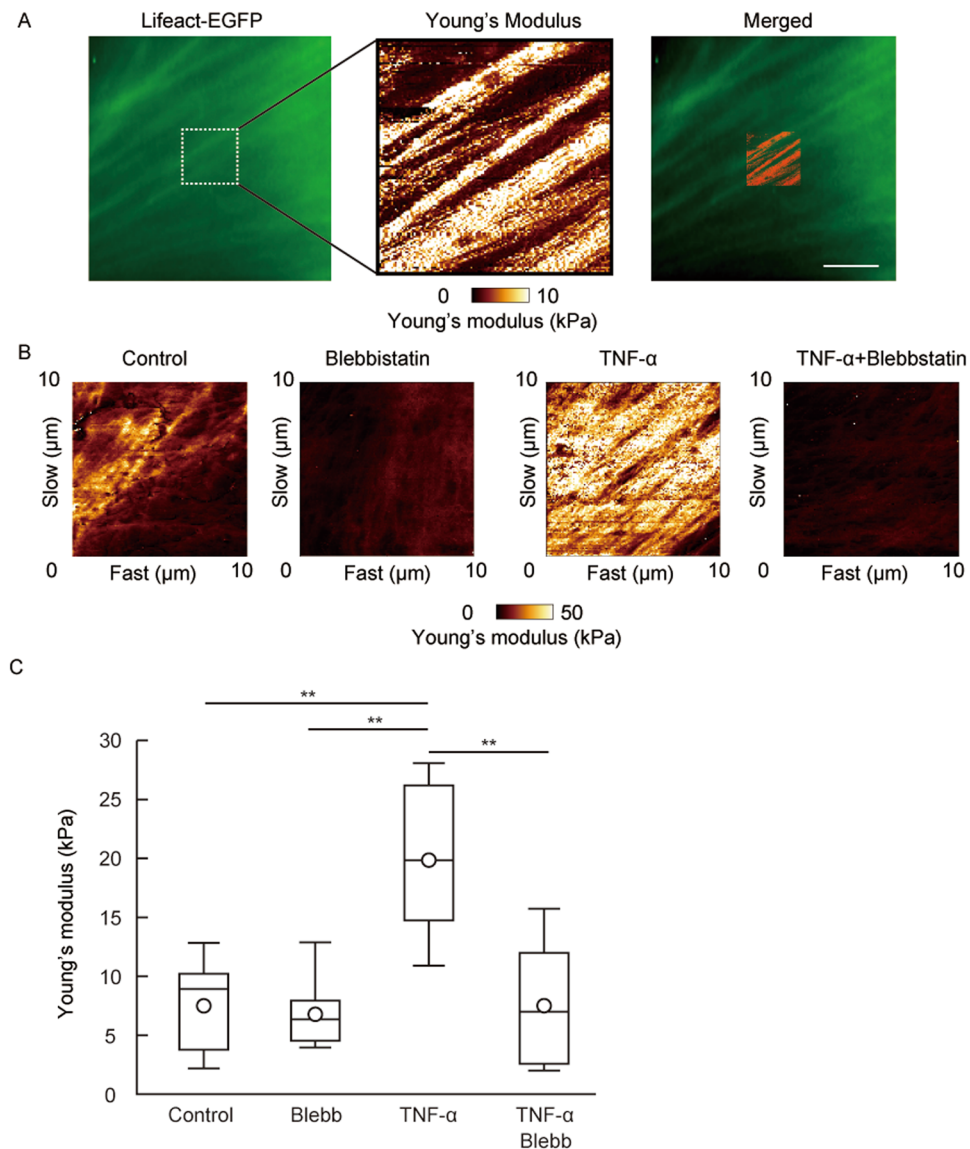 A
Lifeact-EGFP
Young's Modulus
Merged
0 10
Young's modulus (kPa)
B
Control
Blebbistatin
TNF-α
TNF-α+Blebbstatin
10
Slow (µm)
0
Fast (µm)
10
10
Slow (µm)
0
Fast (µm)
10
10
Slow (µm)
0
Fast (µm)
10
10
Slow (µm)
0
Fast (µm)
10
0 50
Young's modulus (kPa)
C
**
**
**
Young's modulus (kPa)
30
25
20
15
10
5
0
Control
Blebb
TNF-α
TNF-α
Blebb